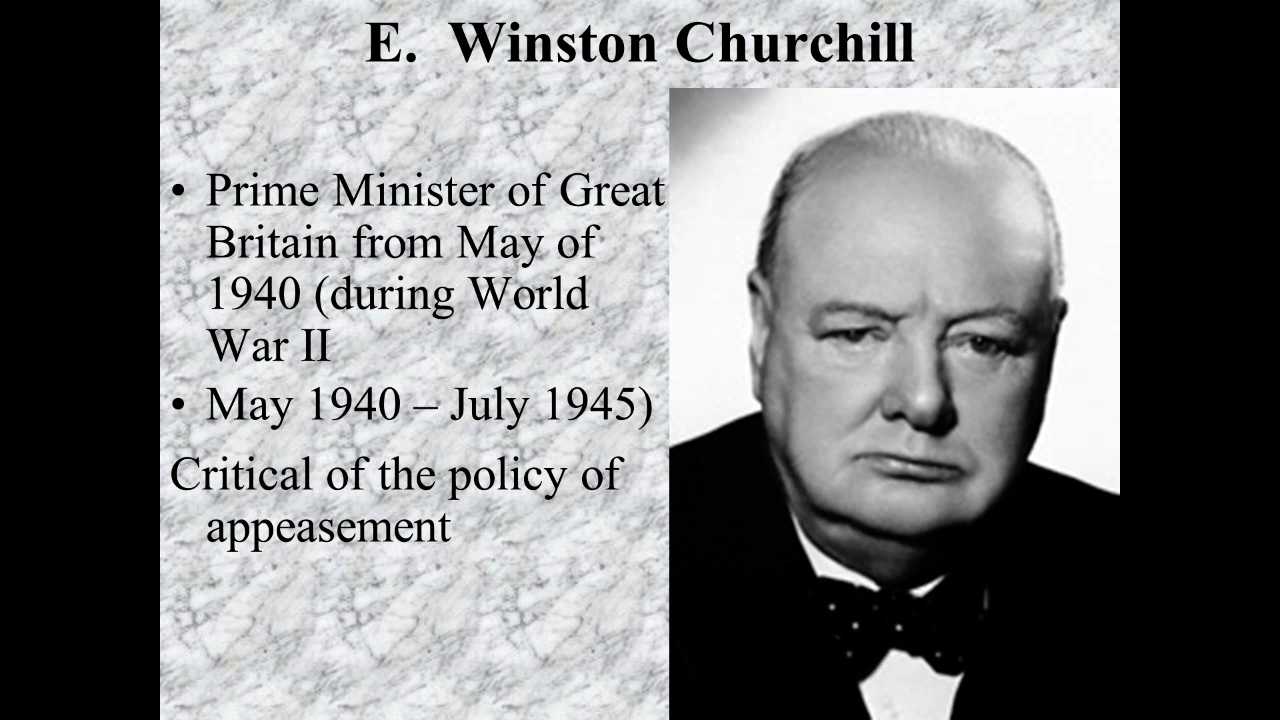 E. Winston Churchill
• Prime Minister of Great
Britain from May of
1940 (during World
War II
• May 1940 – July 1945)
Critical of the policy of
appeasement